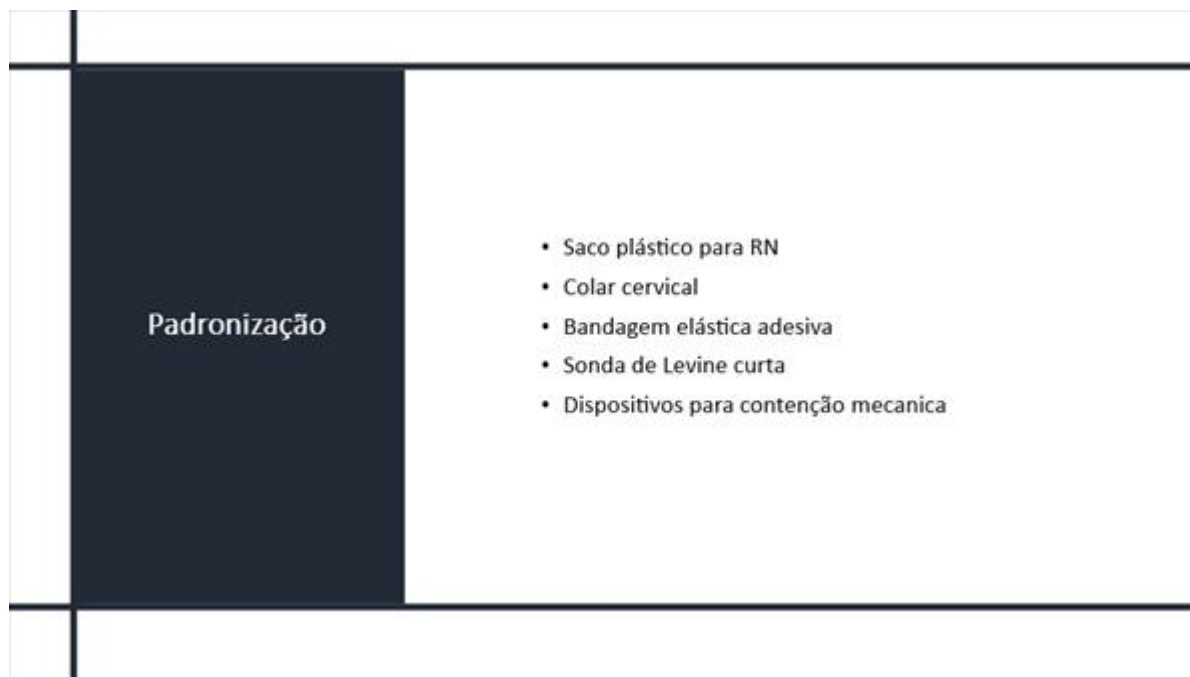 Padronização
• Saco plástico para RN
• Colar cervical
• Bandagem elástica adesiva
• Sonda de Levine curta
• Dispositivos para contenção mecanica